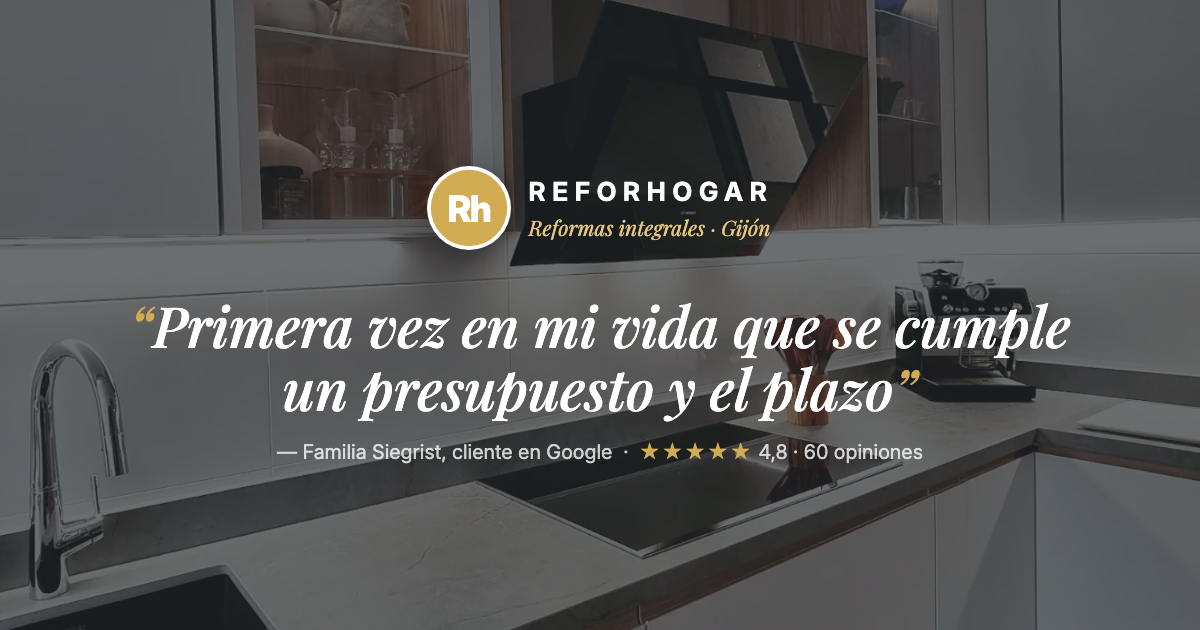 Rh
REFORHOGAR
Reformas integrales · Gijón
“Primera vez en mi vida que se cumple
un presupuesto y el plazo”
— Familia Siegrist, cliente en Google · ★★★★★ 4,8 · 60 opiniones